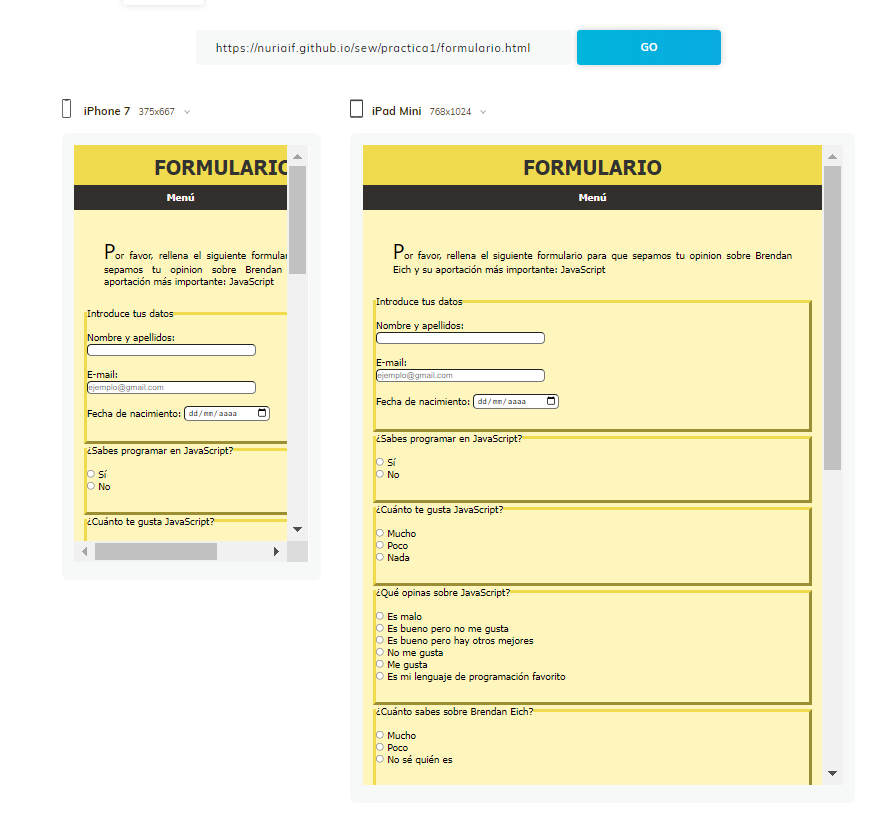 https://nuriaif.github.io/sew/practica1/formulario.html
GO
iPhone 7 375x667
FORMULARIO
Menú
Por favor, rellena el siguiente formular
sepamos tu opinion sobre Brendan
aportación más importante: JavaScript
Introduce tus datos
Nombre y apellidos:
E-mail:
ejemplo@gmail.com
Fecha de nacimiento: dd/mm/aaaa
¿Sabes programar en JavaScript?
Sí
No
¿Cuánto te gusta JavaScript?
iPad Mini 768x1024
FORMULARIO
Menú
Por favor, rellena el siguiente formulario para que sepamos tu opinion sobre Brendan
Eich y su aportación más importante: JavaScript
Introduce tus datos
Nombre y apellidos:
E-mail:
ejemplo@gmail.com
Fecha de nacimiento: dd/mm/aaaa
¿Sabes programar en JavaScript?
Sí
No
¿Cuánto te gusta JavaScript?
Mucho
Poco
Nada
¿Qué opinas sobre JavaScript?
Es malo
Es bueno pero no me gusta
Es bueno pero hay otros mejores
No me gusta
Me gusta
Es mi lenguaje de programación favorito
¿Cuánto sabes sobre Brendan Eich?
Mucho
Poco
No sé quién es